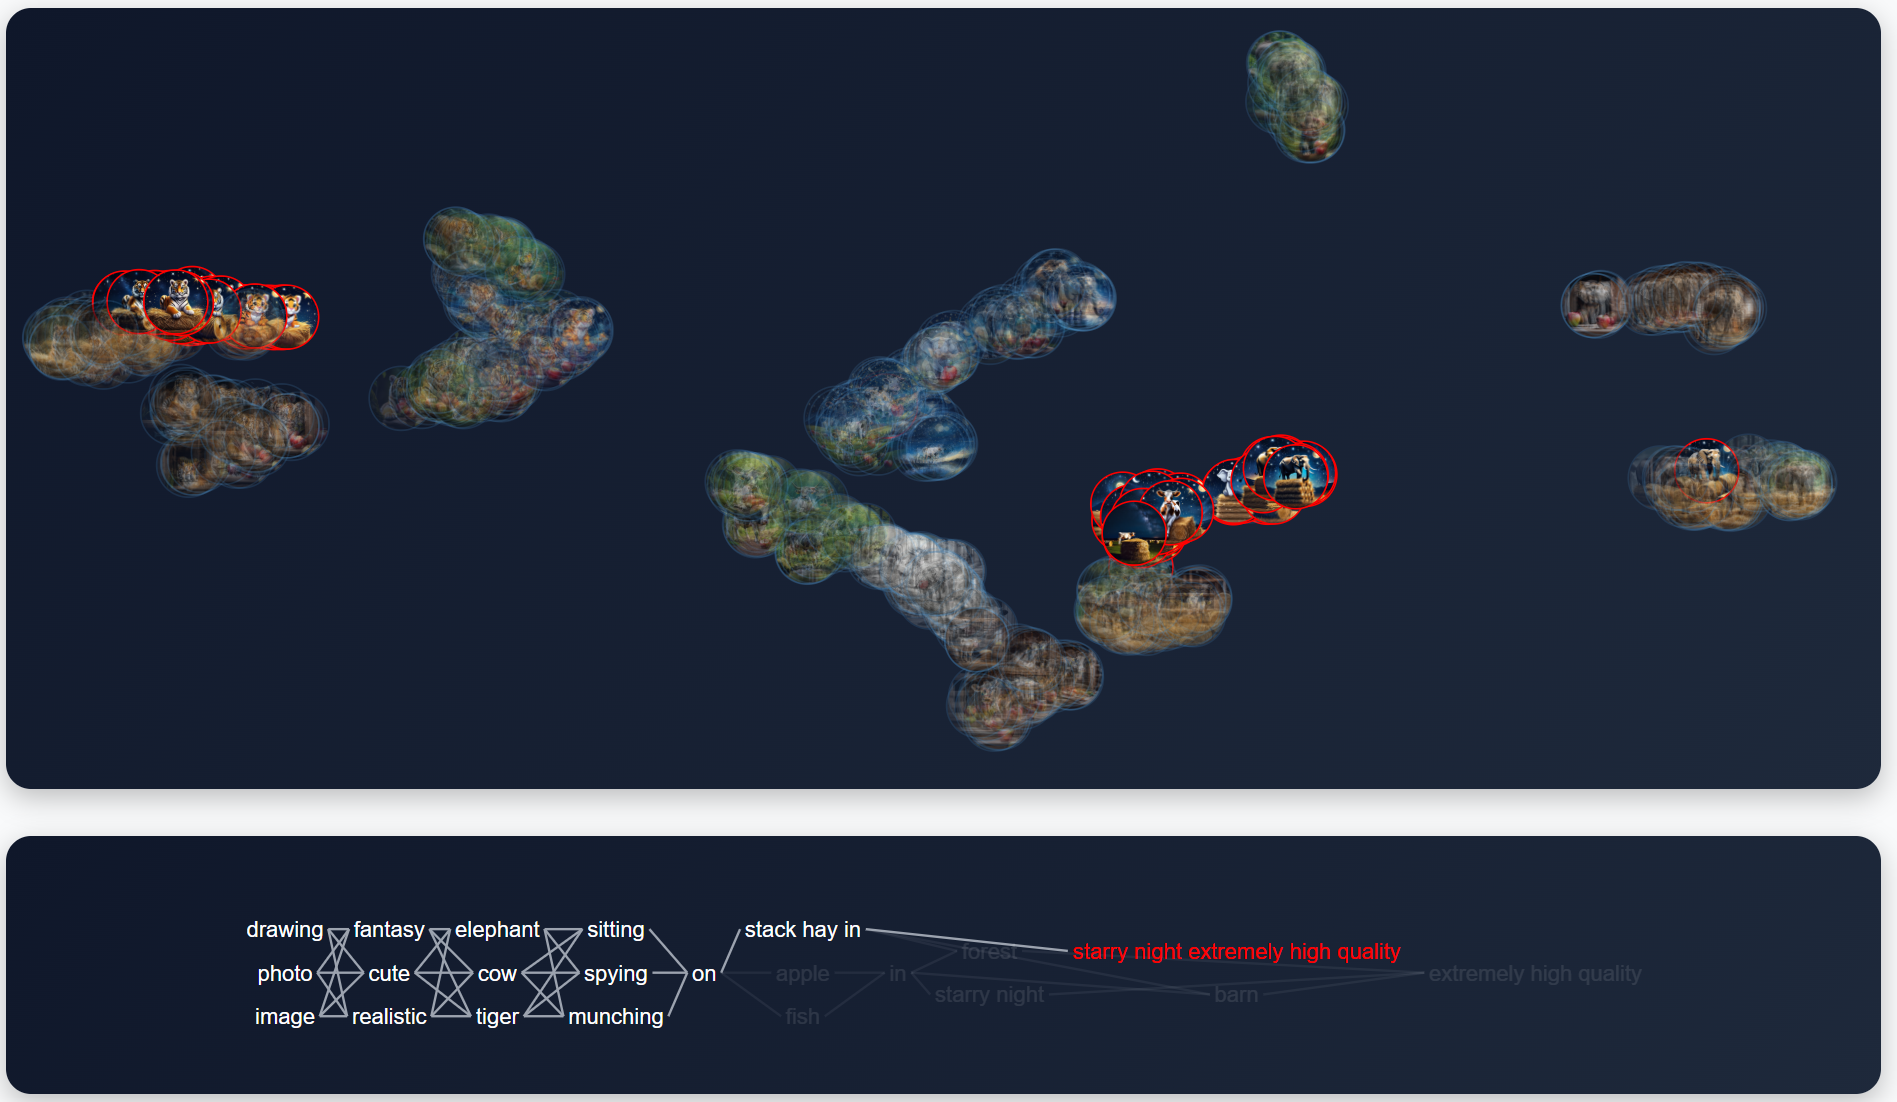 drawing fantasy elephant sitting stack hay in
forest starry night extremely high quality
photo cute cow spying on apple in extremely high quality
starry night barn
image realistic tiger munching fish